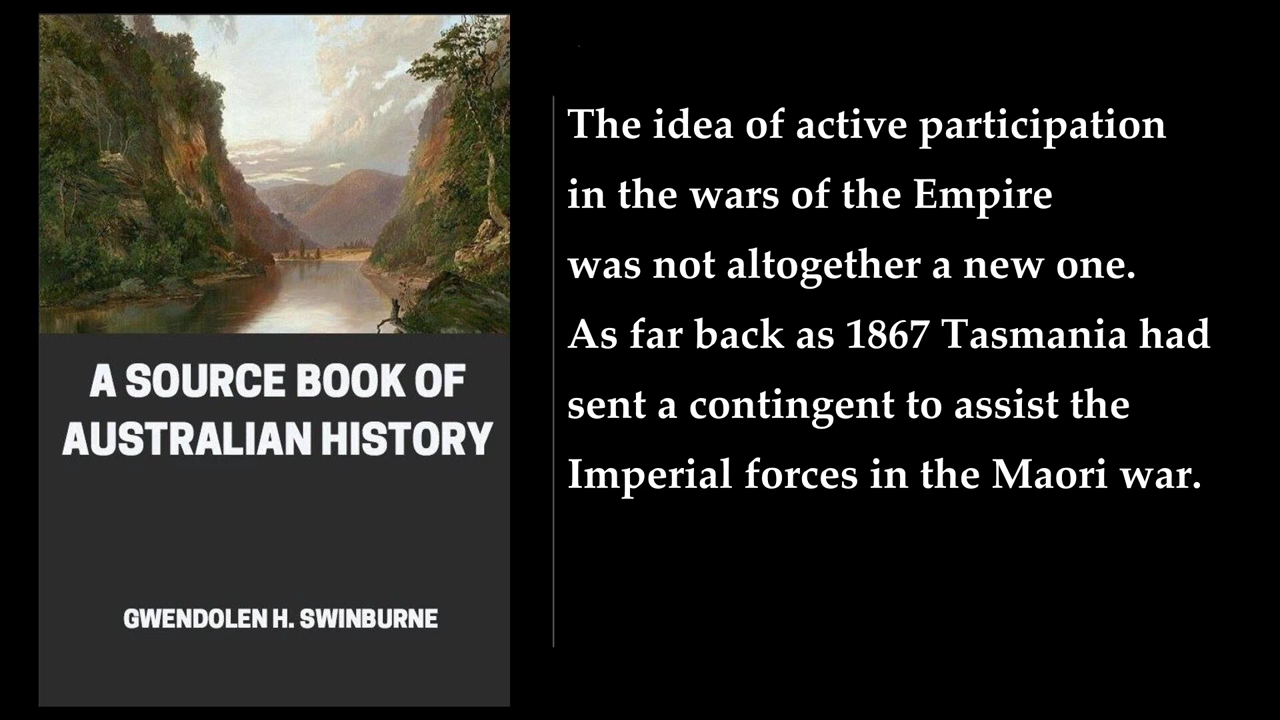 A SOURCE BOOK OF
AUSTRALIAN HISTORY
GWENDOLEN H. SWINBURNE
The idea of active participation
in the wars of the Empire
was not altogether a new one.
As far back as 1867 Tasmania had
sent a contingent to assist the
Imperial forces in the Maori war.